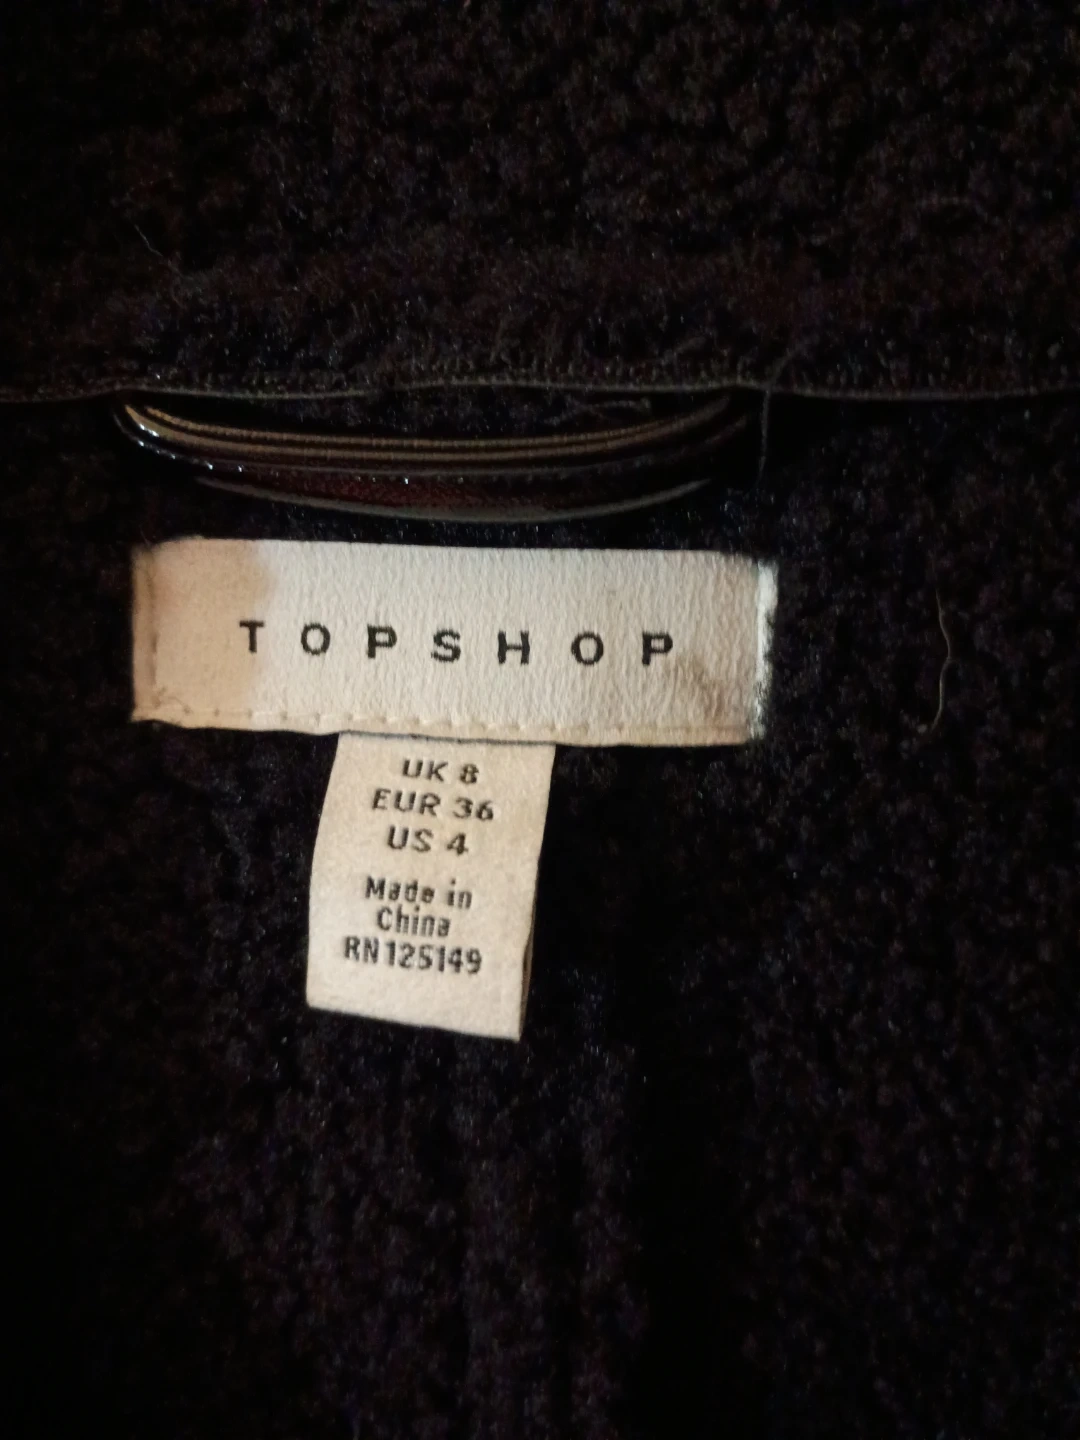 TOPSHOP
UK 8
EUR 36
US 4
Made in
China
RN125149